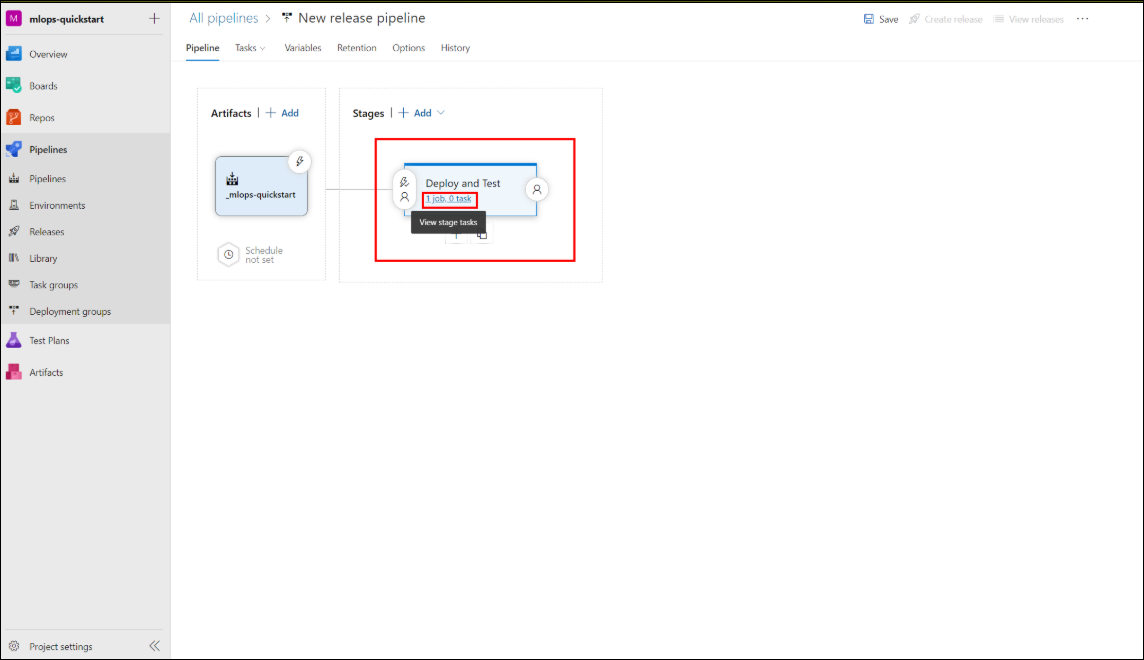 M mlops-quickstart
Overview
Boards
Repos
Pipelines
Pipelines
Environments
Releases
Library
Task groups
Deployment groups
Test Plans
Artifacts
Project settings
All pipelines > New release pipeline
Save Create release View releases ...
Pipeline Tasks Variables Retention Options History
Artifacts | + Add
_mlops-quickstart
Schedule
not set
Stages | + Add
Deploy and Test
1 job, 0 task
View stage tasks